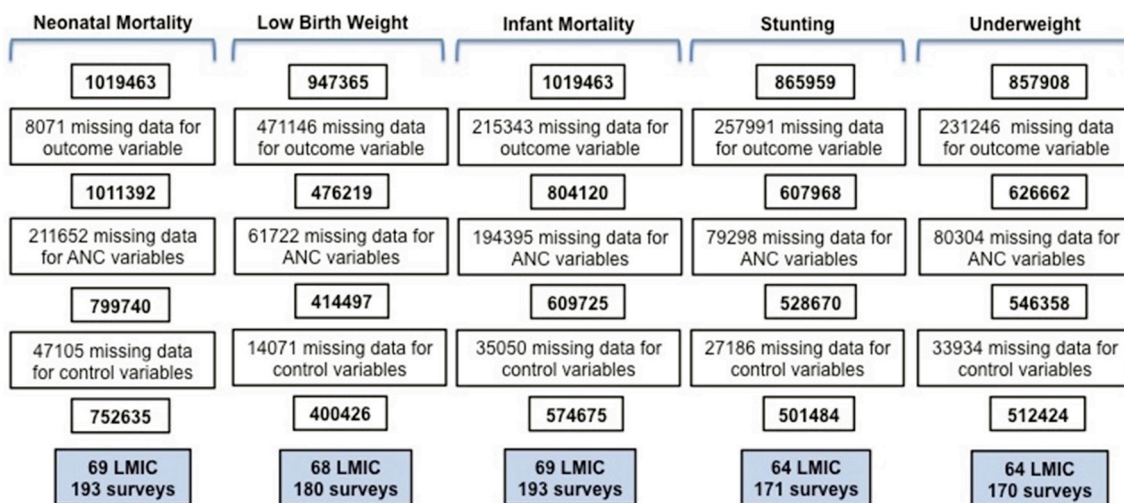 Neonatal Mortality
1019463
8071 missing data for
outcome variable
1011392
211652 missing data
for ANC variables
799740
47105 missing data
for control variables
752635
69 LMIC
193 surveys
Low Birth Weight
947365
471146 missing data
for outcome variable
476219
61722 missing data for
ANC variables
414497
14071 missing data for
control variables
400426
68 LMIC
180 surveys
Infant Mortality
1019463
215343 missing data for
outcome variable
804120
194395 missing data for
ANC variables
609725
35050 missing data for
control variables
574675
69 LMIC
193 surveys
Stunting
865959
257991 missing data
for outcome variable
607968
79298 missing data for
ANC variables
528670
27186 missing data for
control variables
501484
64 LMIC
171 surveys
Underweight
857908
231246 missing data
for outcome variable
626662
80304 missing data for
ANC variables
546358
33934 missing data for
control variables
512424
64 LMIC
170 surveys